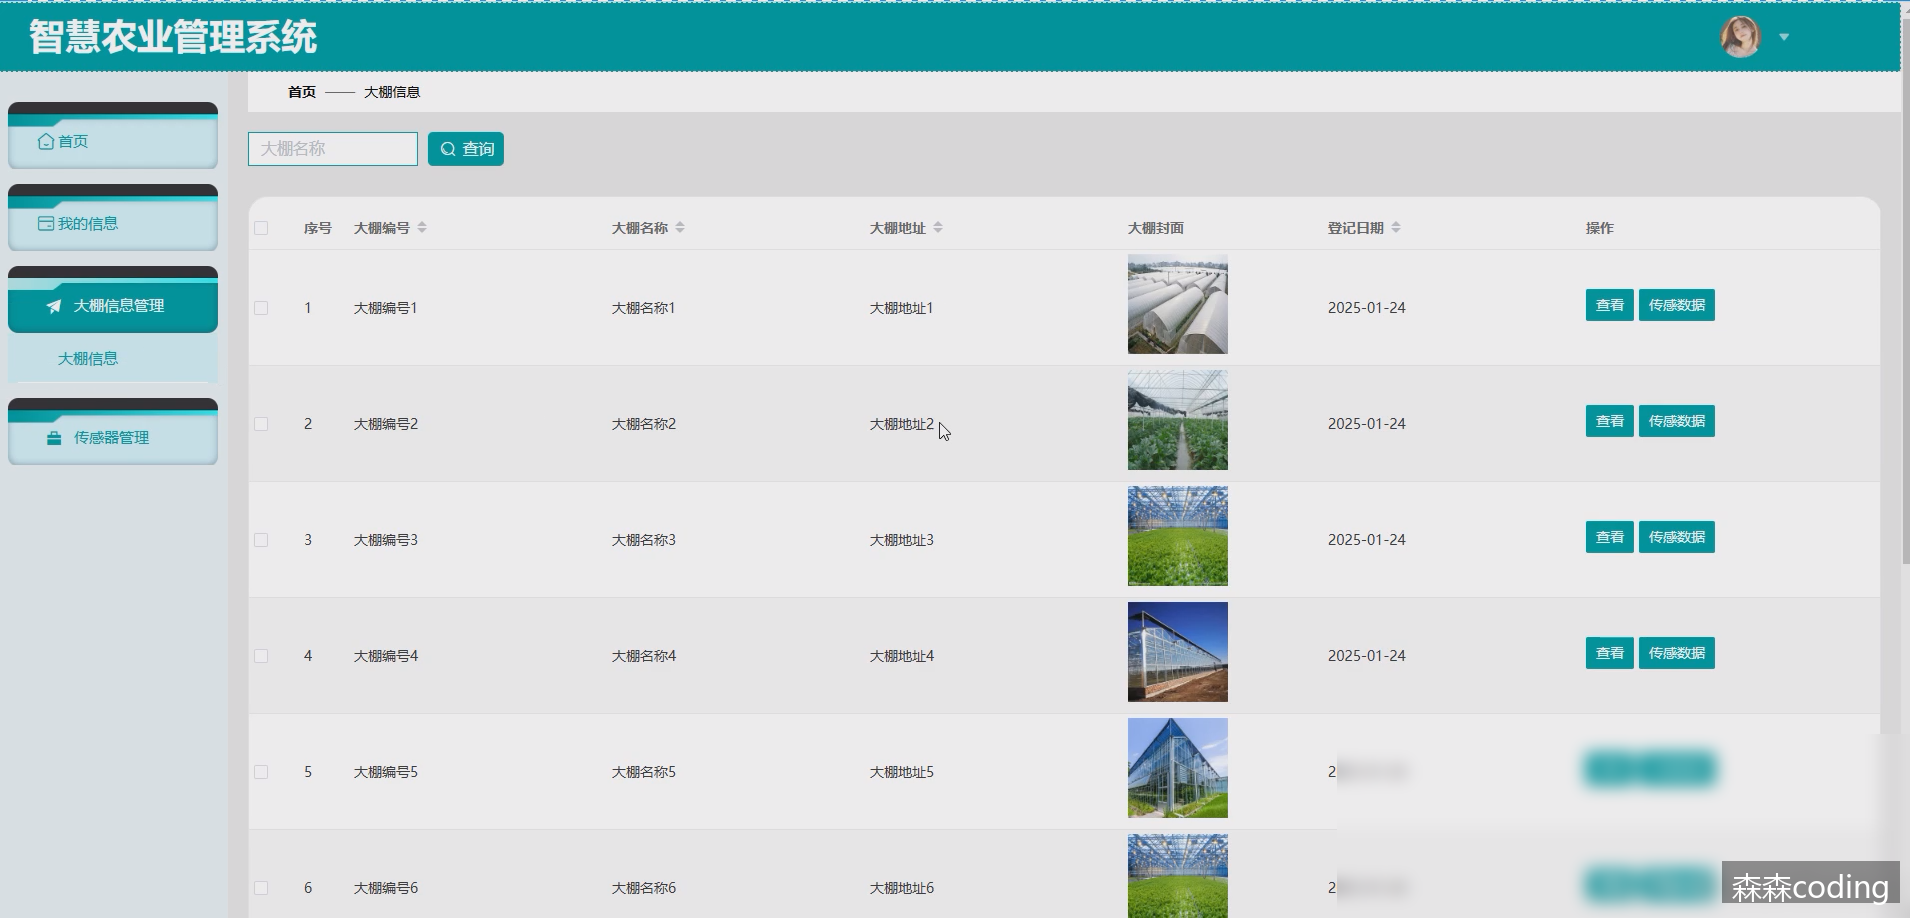 智慧农业管理系统
首页 —— 大棚信息
首页
我的信息
大棚信息管理
大棚信息
传感器管理
大棚名称 查询
序号 大棚编号 大棚名称 大棚地址 大棚封面 登记日期 操作
1 大棚编号1 大棚名称1 大棚地址1 2025-01-24 查看 传感数据
2 大棚编号2 大棚名称2 大棚地址2 2025-01-24 查看 传感数据
3 大棚编号3 大棚名称3 大棚地址3 2025-01-24 查看 传感数据
4 大棚编号4 大棚名称4 大棚地址4 2025-01-24 查看 传感数据
5 大棚编号5 大棚名称5 大棚地址5 2
6 大棚编号6 大棚名称6 大棚地址6 2
森森coding